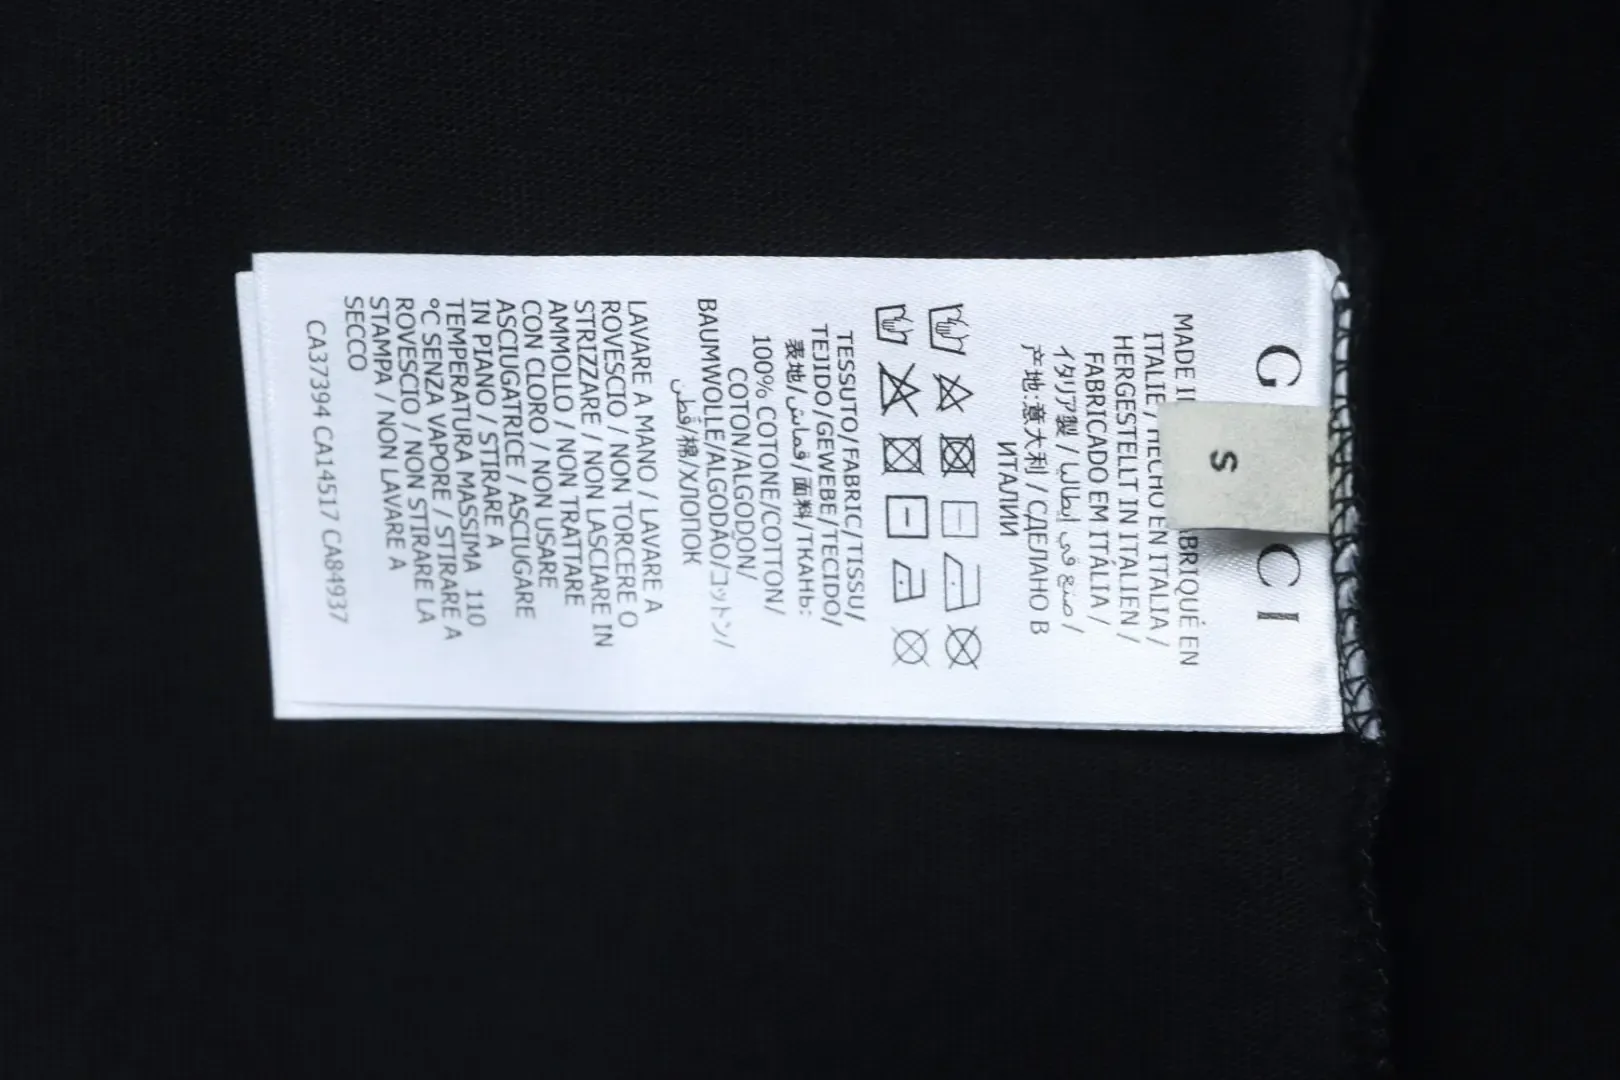 G CI
S
MADE I BRIQUÉ EN
ITALIE/ HECHO EN ITALIA /
HERGESTELLT IN ITALIEN /
FABRICADO EM ITÁLIA /
イタリア製 / صنع في إيطاليا /
产地:意大利 / СДЕЛАНО В
ИТАЛИИ
TESSUTO/FABRIC/TISSU/
TEJIDO/GEWEBE/TECIDO/
表地/قماش/面料/ТКАНЬ:
100% COTONE/COTTON/
COTON/ALGODON/
BAUMWOLLE/ALGODÃO/コットン/
قطن/棉/ХЛОПОК
LAVARE A MANO / LAVARE A
ROVESCIO / NON TORCERE O
STRIZZARE / NON LASCIARE IN
AMMOLLO / NON TRATTARE
CON CLORO / NON USARE
ASCIUGATRICE / ASCIUGARE
IN PIANO / STIRARE A
TEMPERATURA MASSIMA 110
°C SENZA VAPORE / STIRARE A
ROVESCIO / NON STIRARE LA
STAMPA / NON LAVARE A
SECCO
CA37394 CA14517 CA84937